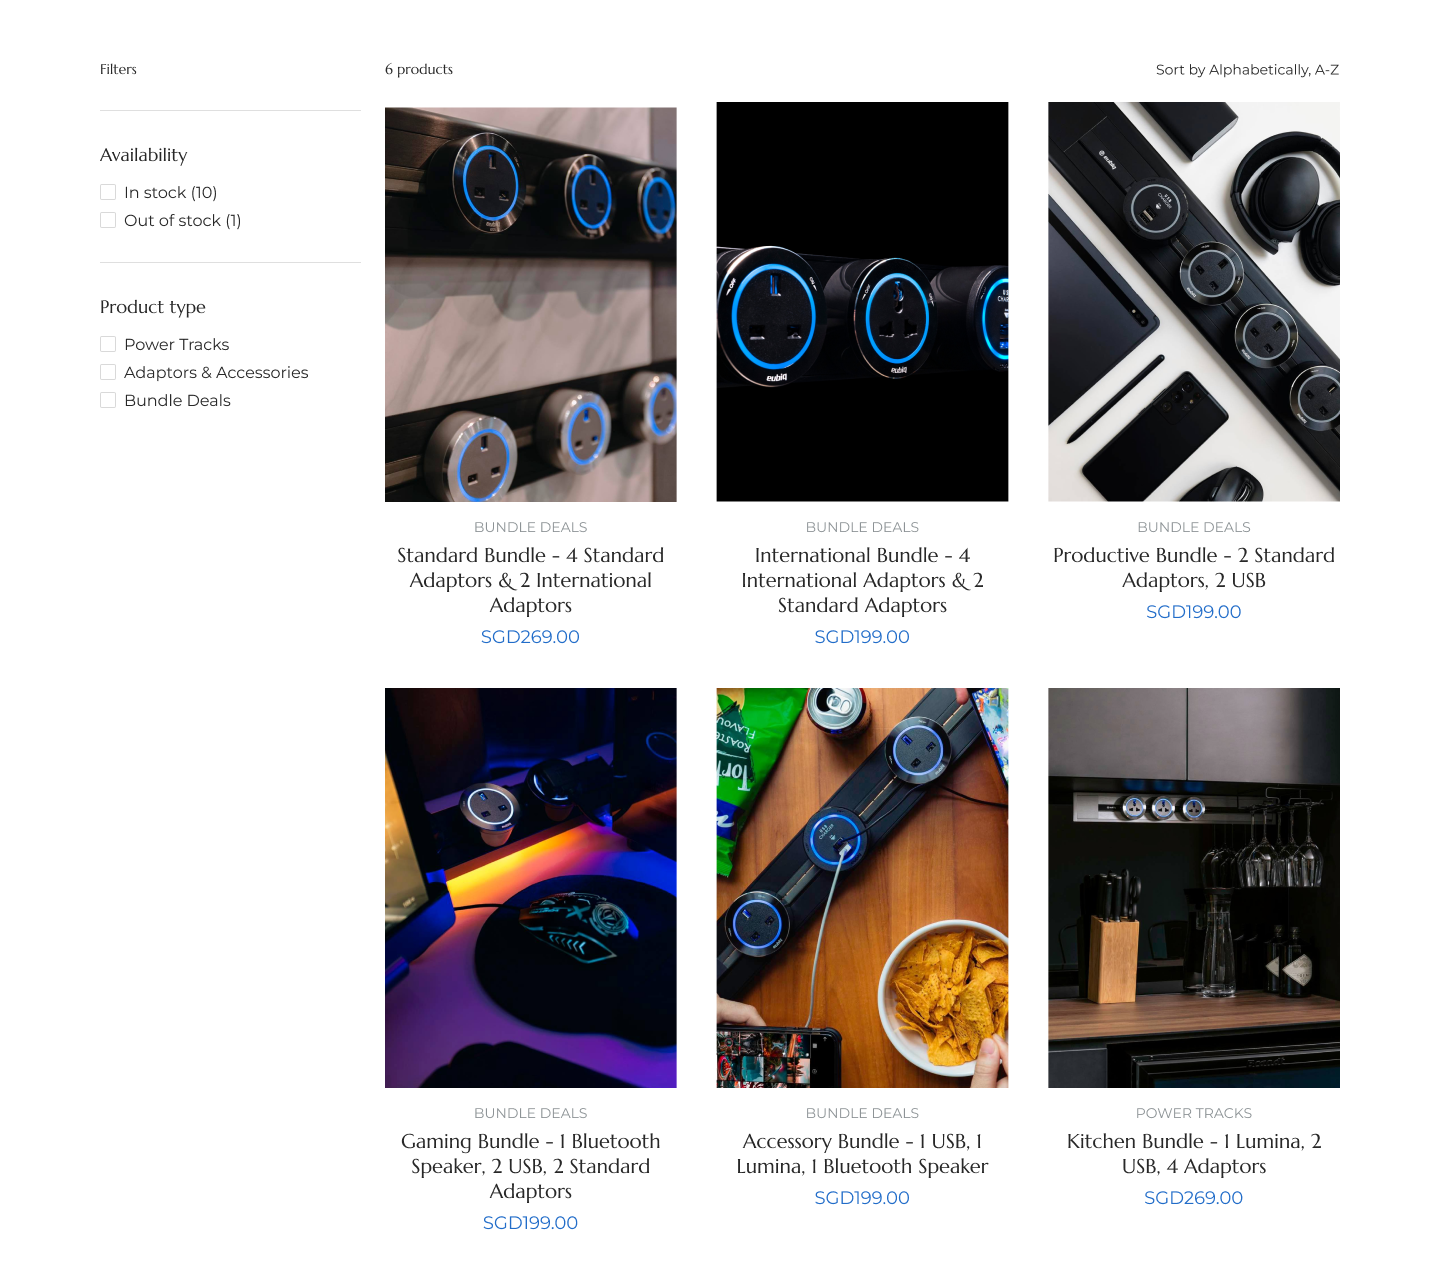 Filters
6 products
Sort by Alphabetically, A-Z
Availability
In stock (10)
Out of stock (1)
Product type
Power Tracks
Adaptors & Accessories
Bundle Deals
eubiq
eubiq
eubiq
BUNDLE DEALS
Standard Bundle - 4 Standard
Adaptors & 2 International
Adaptors
SGD269.00
BUNDLE DEALS
International Bundle - 4
International Adaptors & 2
Standard Adaptors
SGD199.00
BUNDLE DEALS
Productive Bundle - 2 Standard
Adaptors, 2 USB
SGD199.00
BUNDLE DEALS
Gaming Bundle - 1 Bluetooth
Speaker, 2 USB, 2 Standard
Adaptors
SGD199.00
BUNDLE DEALS
Accessory Bundle - 1 USB, 1
Lumina, 1 Bluetooth Speaker
SGD199.00
POWER TRACKS
Kitchen Bundle - 1 Lumina, 2
USB, 4 Adaptors
SGD269.00